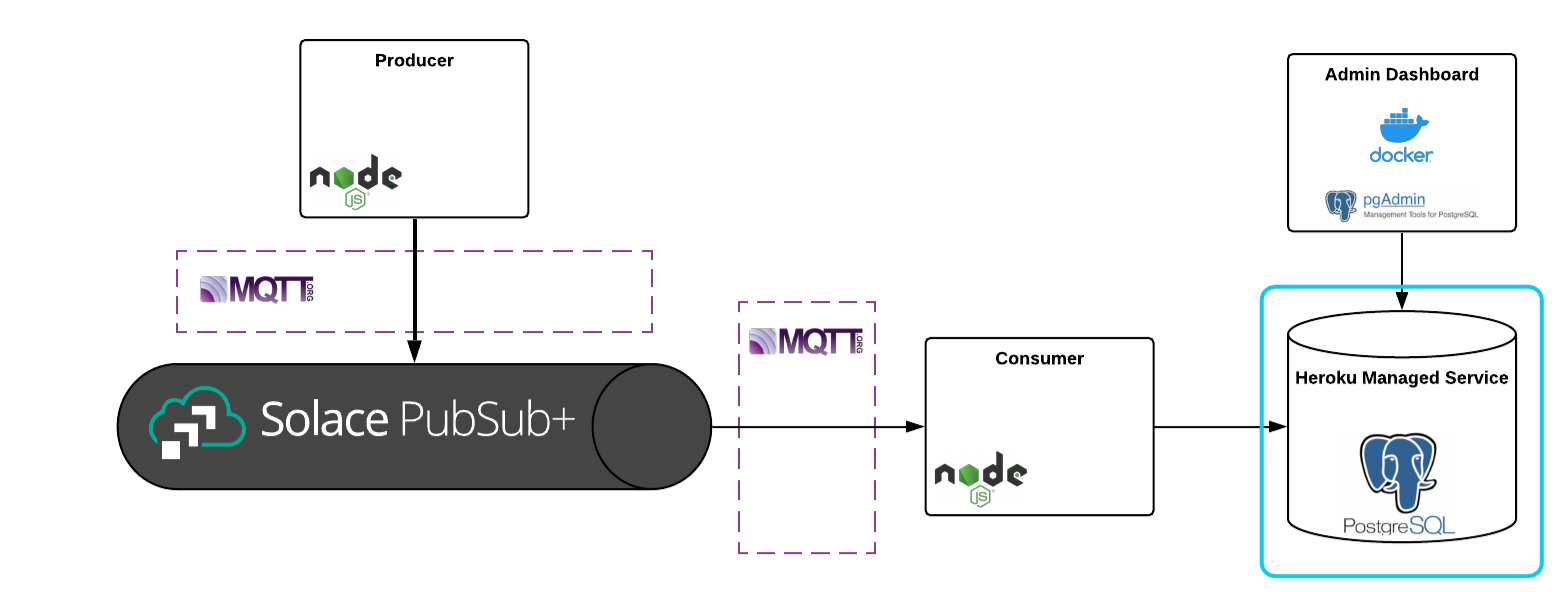 Producer
node
JS
MQTT
.ORG
Solace PubSub+
MQTT
.ORG
Consumer
node
JS
Admin Dashboard
docker
pgAdmin
Management Tools for PostgreSQL
Heroku Managed Service
PostgreSQL